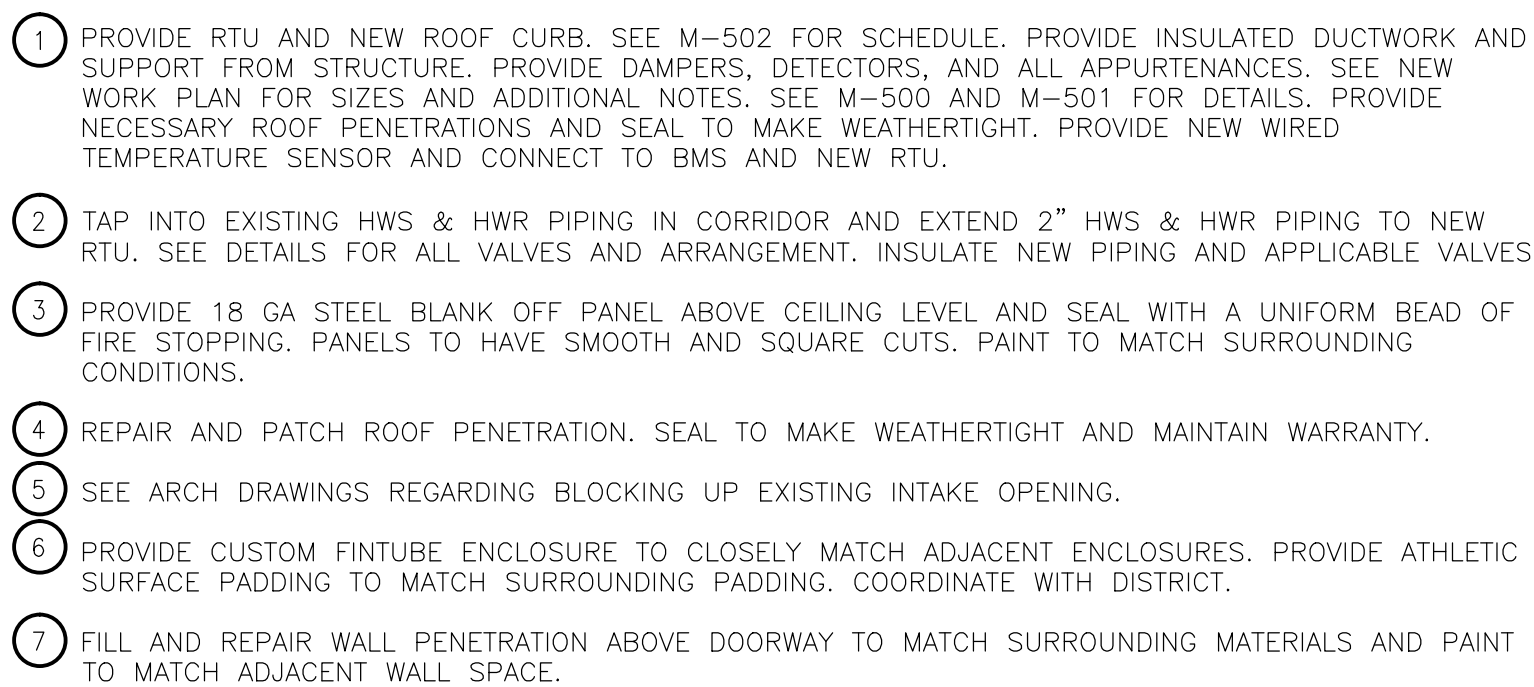 1 PROVIDE RTU AND NEW ROOF CURB. SEE M-502 FOR SCHEDULE. PROVIDE INSULATED DUCTWORK AND
SUPPORT FROM STRUCTURE. PROVIDE DAMPERS, DETECTORS, AND ALL APPURTENANCES. SEE NEW
WORK PLAN FOR SIZES AND ADDITIONAL NOTES. SEE M-500 AND M-501 FOR DETAILS. PROVIDE
NECESSARY ROOF PENETRATIONS AND SEAL TO MAKE WEATHERTIGHT. PROVIDE NEW WIRED
TEMPERATURE SENSOR AND CONNECT TO BMS AND NEW RTU.
2 TAP INTO EXISTING HWS & HWR PIPING IN CORRIDOR AND EXTEND 2” HWS & HWR PIPING TO NEW
RTU. SEE DETAILS FOR ALL VALVES AND ARRANGEMENT. INSULATE NEW PIPING AND APPLICABLE VALVES
3 PROVIDE 18 GA STEEL BLANK OFF PANEL ABOVE CEILING LEVEL AND SEAL WITH A UNIFORM BEAD OF
FIRE STOPPING. PANELS TO HAVE SMOOTH AND SQUARE CUTS. PAINT TO MATCH SURROUNDING
CONDITIONS.
4 REPAIR AND PATCH ROOF PENETRATION. SEAL TO MAKE WEATHERTIGHT AND MAINTAIN WARRANTY.
5 SEE ARCH DRAWINGS REGARDING BLOCKING UP EXISTING INTAKE OPENING.
6 PROVIDE CUSTOM FINTUBE ENCLOSURE TO CLOSELY MATCH ADJACENT ENCLOSURES. PROVIDE ATHLETIC
SURFACE PADDING TO MATCH SURROUNDING PADDING. COORDINATE WITH DISTRICT.
7 FILL AND REPAIR WALL PENETRATION ABOVE DOORWAY TO MATCH SURROUNDING MATERIALS AND PAINT
TO MATCH ADJACENT WALL SPACE.